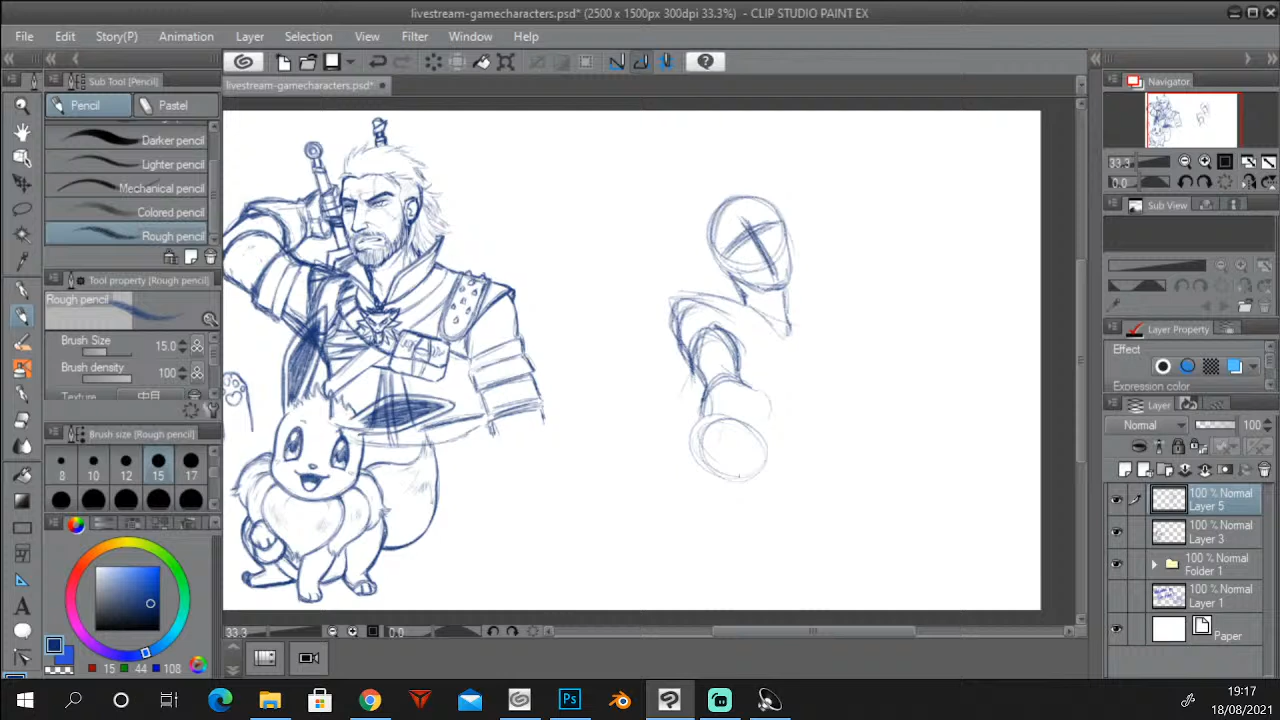 livestream-gamecharacters.psd* (2500 x 1500px 300dpi 33.3%) - CLIP STUDIO PAINT EX
File Edit Story(P) Animation Layer Selection View Filter Window Help
Sub Tool [Pencil]
livestream-gamecharacters.psd*
Navigator
Pencil Pastel
Darker pencil
Lighter pencil
Mechanical pencil
Colored pencil
Rough pencil
33.3
0.0
Sub View
Tool property [Rough pencil]
Rough pencil
Brush Size 15.0
Brush density 100
Texture 中目
Layer Property
Effect
Expression color
Layer
Normal 100
Brush size [Rough pencil]
8 10 12 15 17
100 % Normal
Layer 5
100 % Normal
Layer 3
100 % Normal
Folder 1
100 % Normal
Layer 1
Paper
33.3 0.0
15 44 108
Ps
19:17
18/08/2021